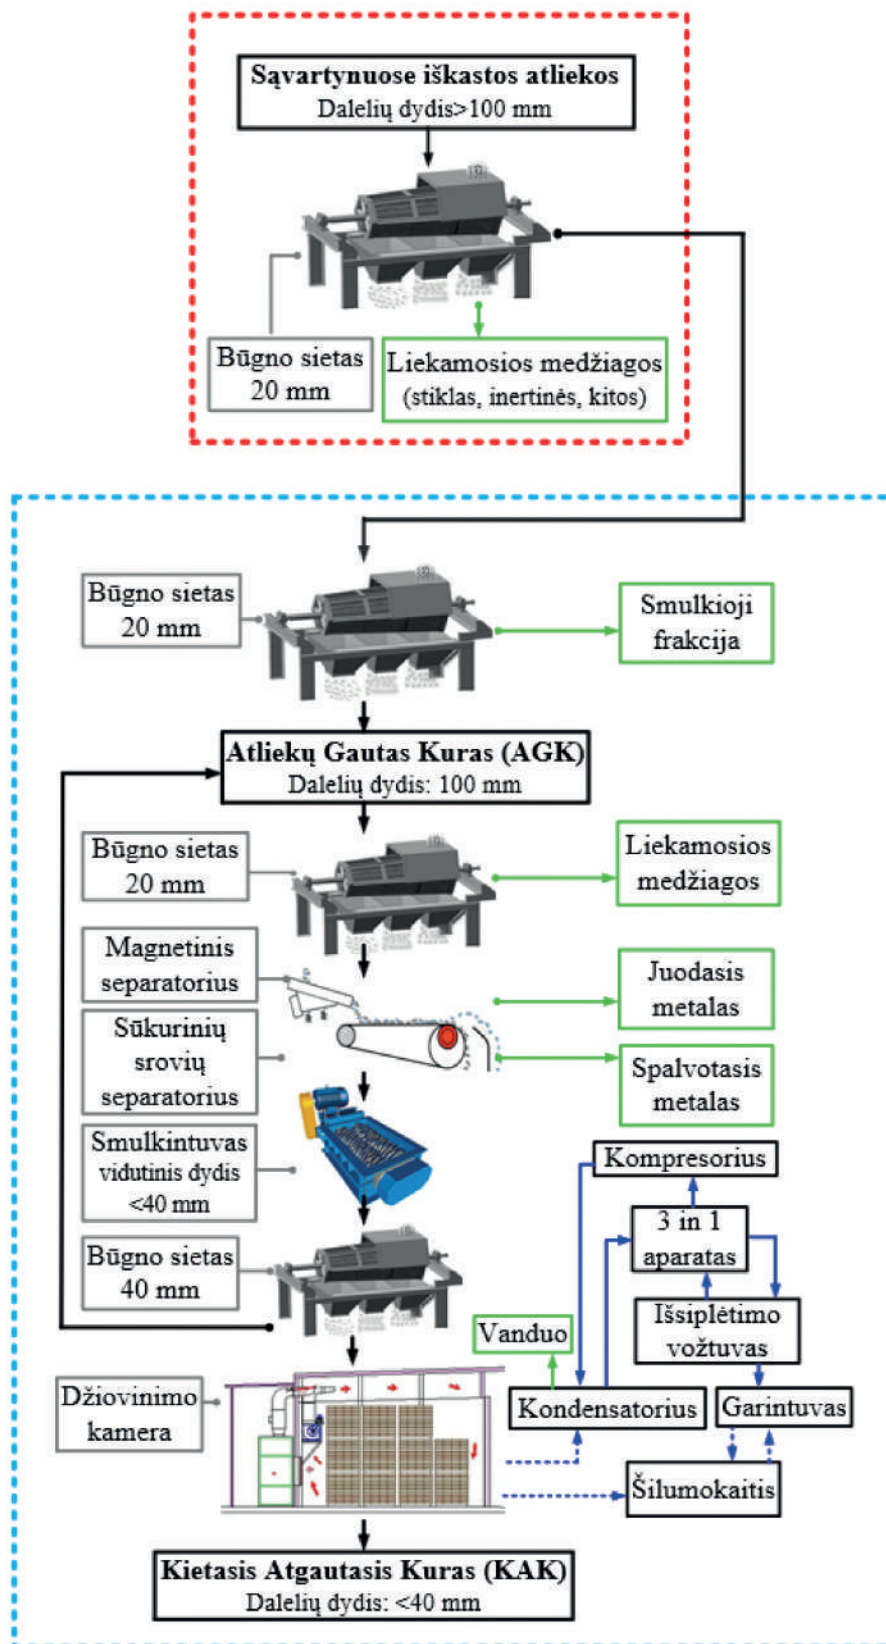 Sąvartynuose iškastos atliekos
Dalelių dydis>100 mm
Būgno sietas
20 mm
Liekamosios medžiagos
(stiklas, inertinės, kitos)
Būgno sietas
20 mm
Smulkioji
frakcija
Atliekų Gautas Kuras (AGK)
Dalelių dydis: 100 mm
Būgno sietas
20 mm
Liekamosios
medžiagos
Magnetinis
separatorius
Juodasis
metalas
Sūkurinių
srovių
separatorius
Spalvotasis
metalas
Smulkintuvas
vidutinis dydis
<40 mm
Kompresorius
3 in 1
aparatas
Būgno sietas
40 mm
Išsiplėtimo
vožtuvas
Vanduo
Džiovinimo
kamera
Kondensatorius
Garintuvas
Šilumokaitis
Kietasis Atgautasis Kuras (KAK)
Dalelių dydis: <40 mm